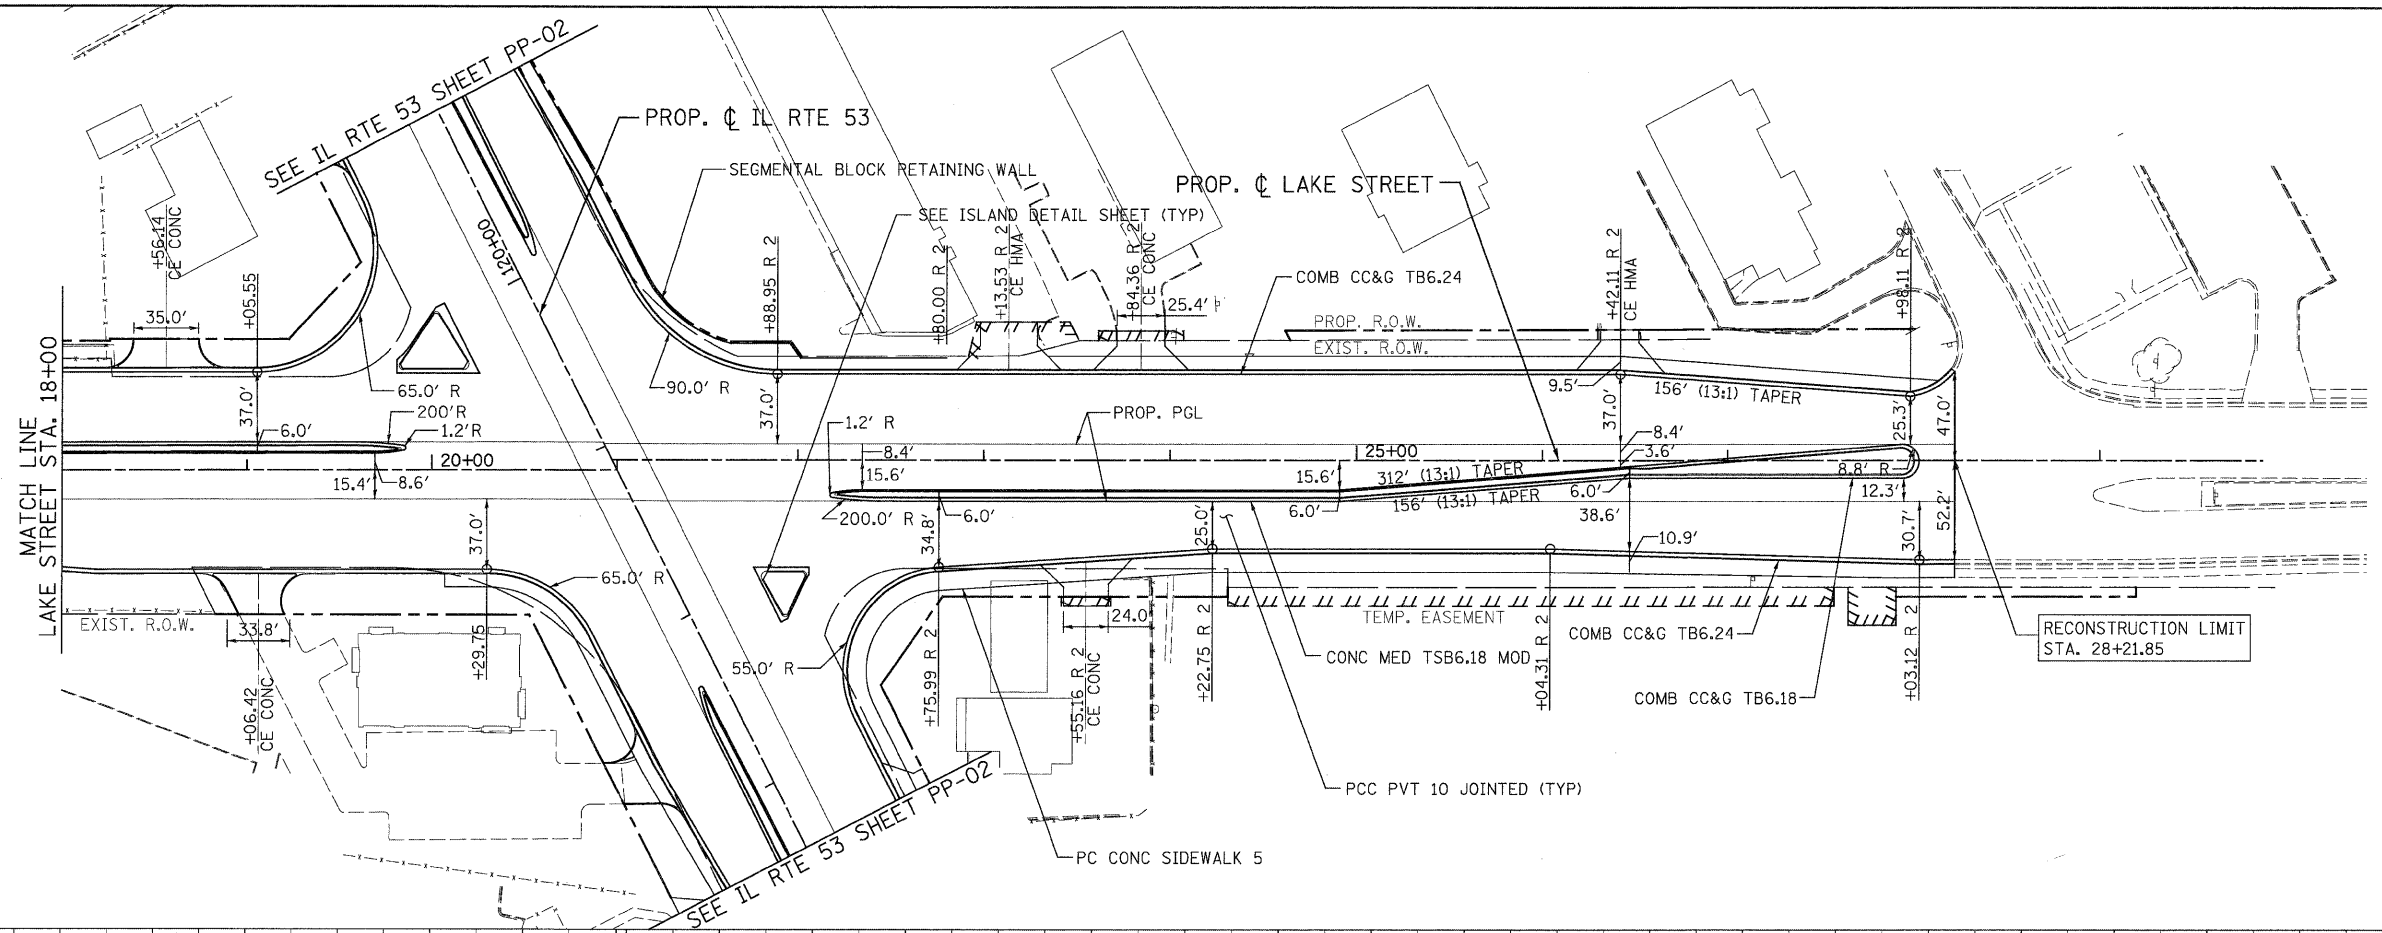 SEE IL RTE 53 SHEET PP-02
PROP. ℄ IL RTE 53
SEGMENTAL BLOCK RETAINING WALL
PROP. ℄ LAKE STREET
SEE ISLAND DETAIL SHEET (TYP)
120+00
+56.14
CE CONC
35.0'
+05.55
+88.95 R 2
+80.00 R 2
+13.53 R 2
CE HMA
+84.36 R 2
CE CONC
25.4'
COMB CC&G TB6.24
+42.11 R 2
CE HMA
+98.11 R 2
PROP. R.O.W.
EXIST. R.O.W.
MATCH LINE
LAKE STREET STA. 18+00
37.0'
65.0' R
200'R
1.2'R
6.0'
90.0' R
37.0'
1.2' R
PROP. PGL
9.5'
37.0'
156' (13:1) TAPER
25.3'
47.0'
20+00
15.4'
8.6'
8.4'
15.6'
25+00
15.6'
312' (13:1) TAPER
8.4'
3.6'
8.8' R
200.0' R
6.0'
6.0'
156' (13:1) TAPER
6.0'
12.3'
37.0'
34.8'
25.0'
38.6'
10.9'
30.7'
52.2'
65.0' R
EXIST. R.O.W.
33.8'
+06.42
CE CONC
+29.75
55.0' R
+75.99 R 2
24.0
+55.16 R 2
CE CONC
+22.75 R 2
TEMP. EASEMENT
CONC MED TSB6.18 MOD
+04.31 R 2
COMB CC&G TB6.24
COMB CC&G TB6.18
+03.12 R 2
RECONSTRUCTION LIMIT
STA. 28+21.85
PCC PVT 10 JOINTED (TYP)
PC CONC SIDEWALK 5
SEE IL RTE 53 SHEET PP-02